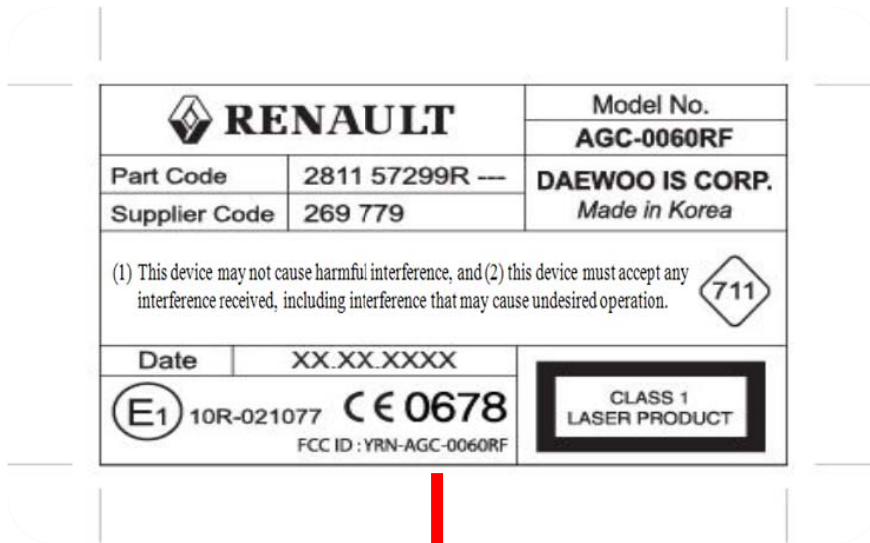 RENAULT
Model No.
AGC-0060RF
Part Code 2811 57299R ---
DAEWOO IS CORP.
Supplier Code 269 779
Made in Korea
(1) This device may not cause harmful interference, and (2) this device must accept any
interference received, including interference that may cause undesired operation.
711
Date XX.XX.XXXX
E1 10R-021077 CE 0678
FCC ID : YRN-AGC-0060RF
CLASS 1
LASER PRODUCT